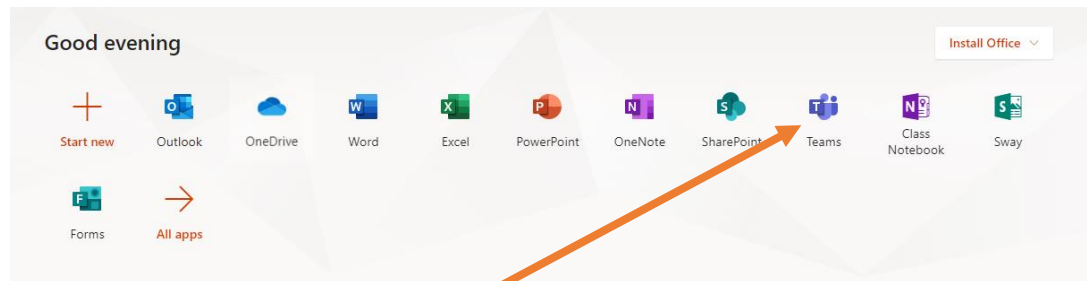 Good evening
Install Office
Start new Outlook OneDrive Word Excel PowerPoint OneNote SharePoint Teams Class Notebook Sway
Forms All apps